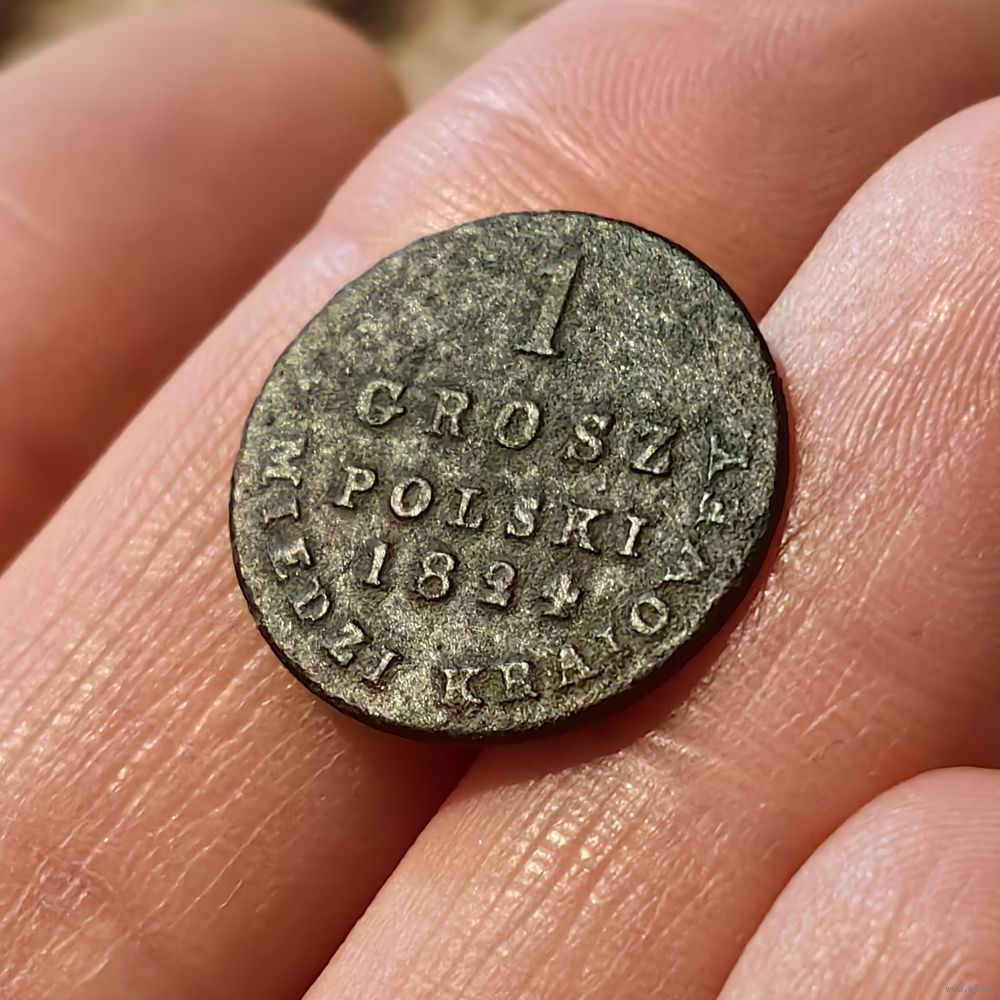 1
GROSZ
POLSKI
1824
MIEDZI KRAIOWEY